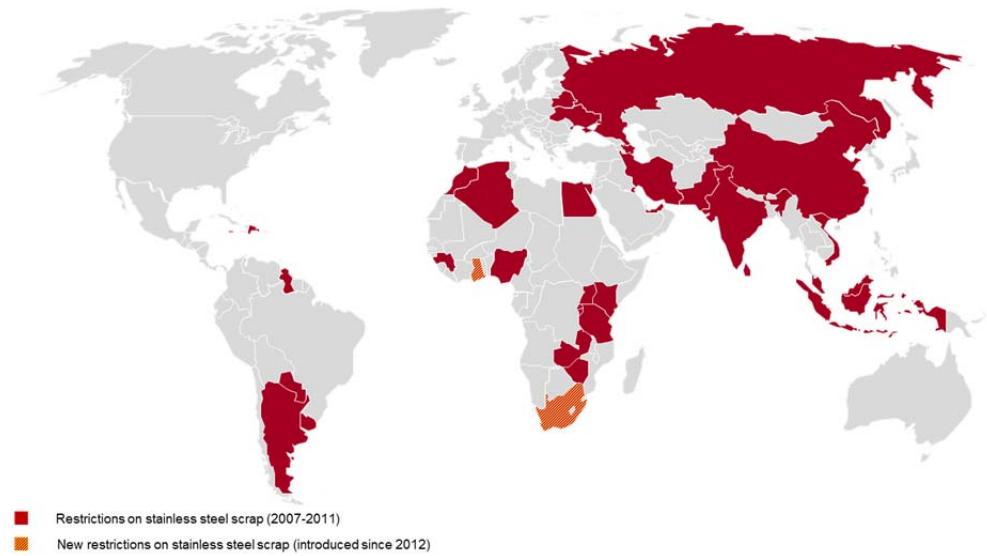 Restrictions on stainless steel scrap (2007-2011)
New restrictions on stainless steel scrap (introduced since 2012)